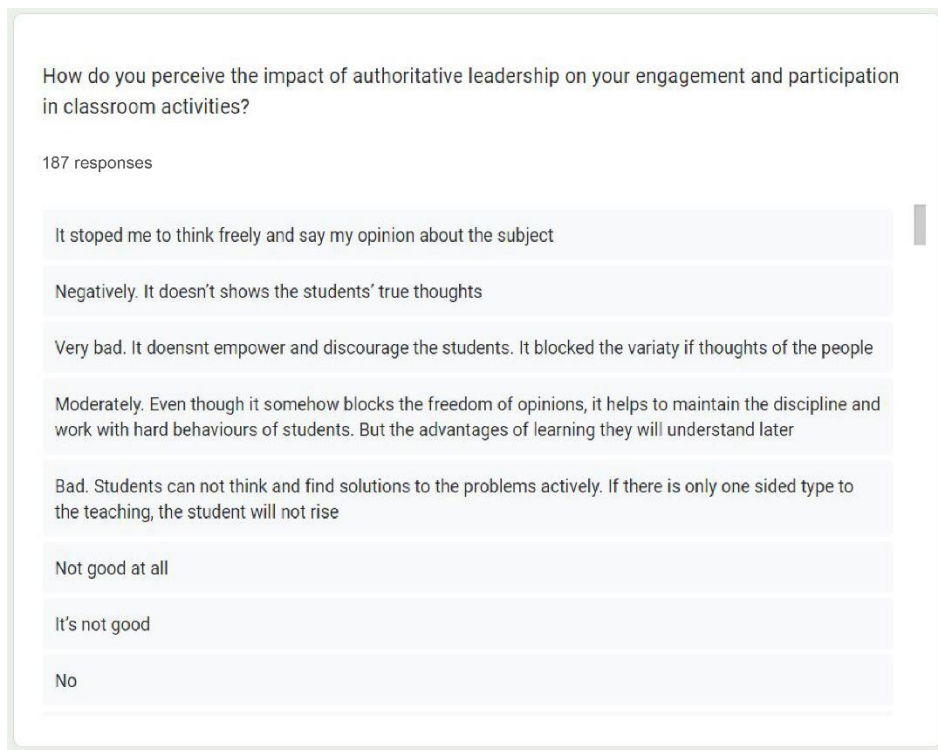 How do you perceive the impact of authoritative leadership on your engagement and participation
in classroom activities?
187 responses
It stoped me to think freely and say my opinion about the subject
Negatively. It doesn't shows the students' true thoughts
Very bad. It doensnt empower and discourage the students. It blocked the variaty if thoughts of the people
Moderately. Even though it somehow blocks the freedom of opinions, it helps to maintain the discipline and
work with hard behaviours of students. But the advantages of learning they will understand later
Bad. Students can not think and find solutions to the problems actively. If there is only one sided type to
the teaching, the student will not rise
Not good at all
It's not good
No